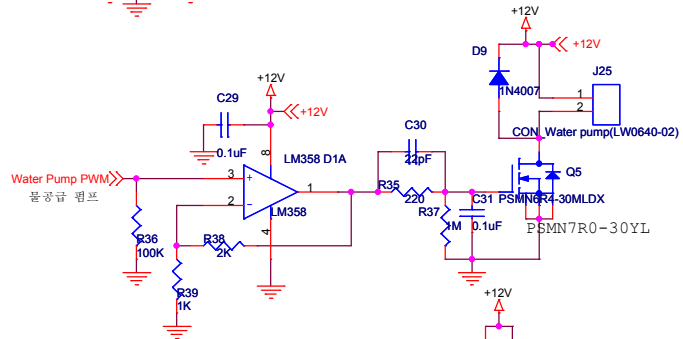 +12V
+12V
D9
1N4007
J25
1
2
CON_Water pump(LW0640-02)
+12V
+12V
C29
0.1uF
8
LM358 D1A
Water Pump PWM
물공급 펌프
3
+
2
-
1
LM358
4
R36
100K
R38
2K
R39
1K
C30
22pF
R35
220
R37
1M
C31
0.1uF
Q5
PSMN6R4-30MLDX
PSMN7R0-30YL
+12V